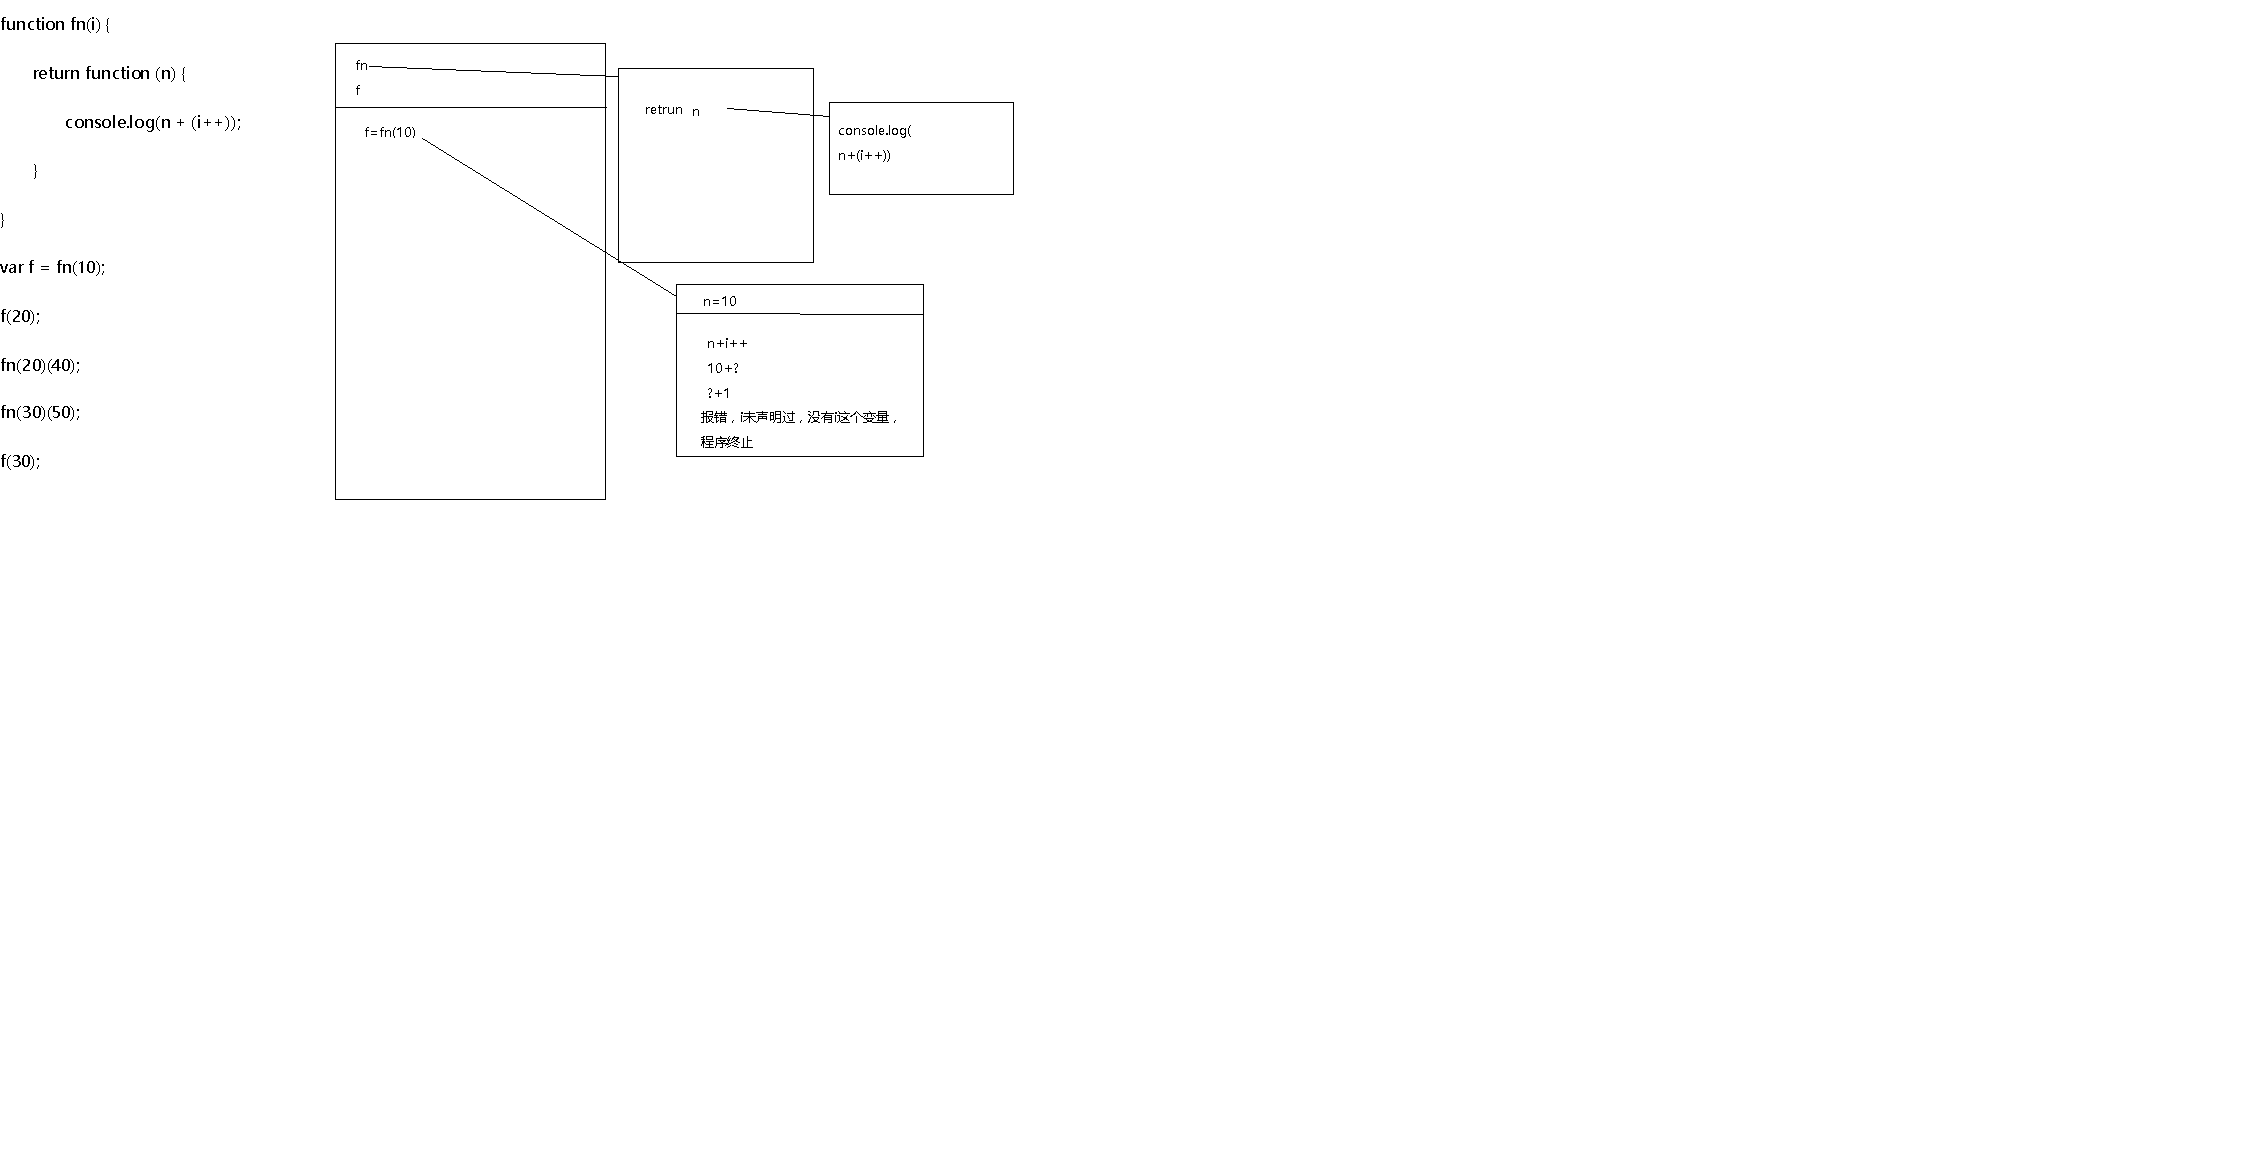 function fn(i) {
return function (n) {
console.log(n + (i++));
}
}
var f = fn(10);
f(20);
fn(20)(40);
fn(30)(50);
f(30);
fn
f
f=fn(10)
retrun n
console.log(
n+(i++))
n=10
n+i++
10+?
?+1
报错，i未声明过，没有i这个变量，
程序终止